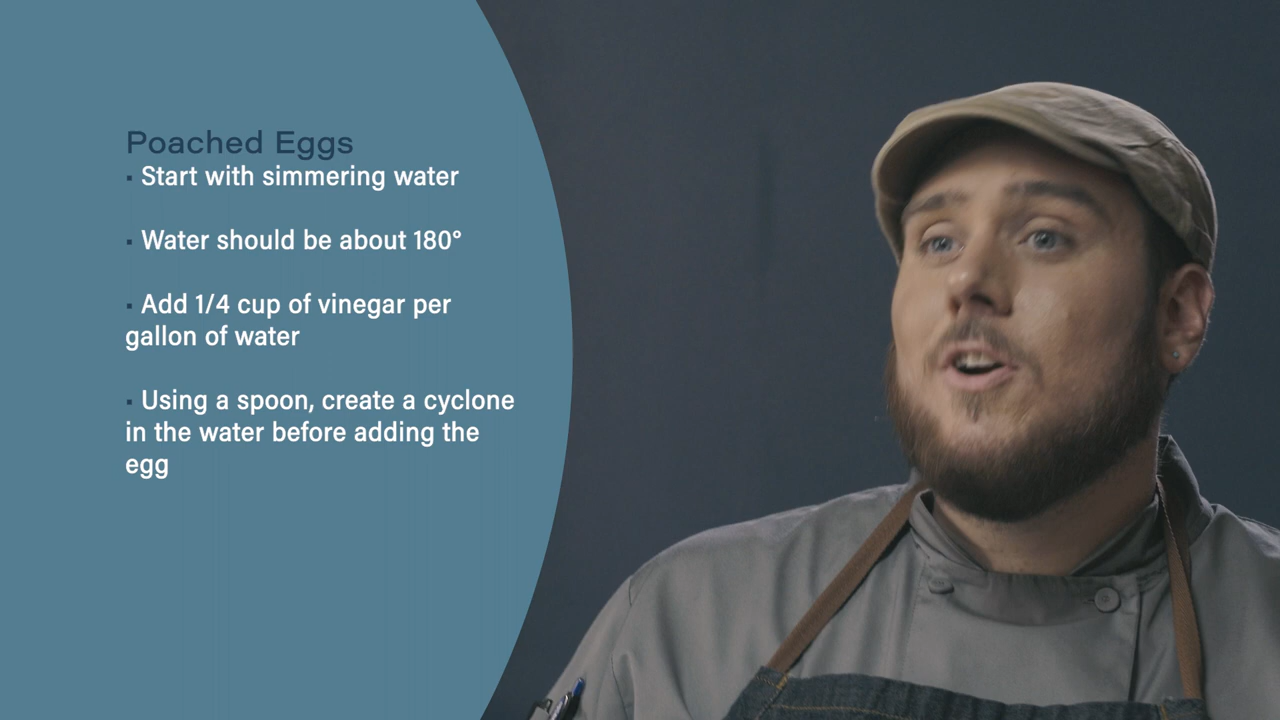 Poached Eggs
▪ Start with simmering water
▪ Water should be about 180°
▪ Add 1/4 cup of vinegar per
gallon of water
▪ Using a spoon, create a cyclone
in the water before adding the
egg